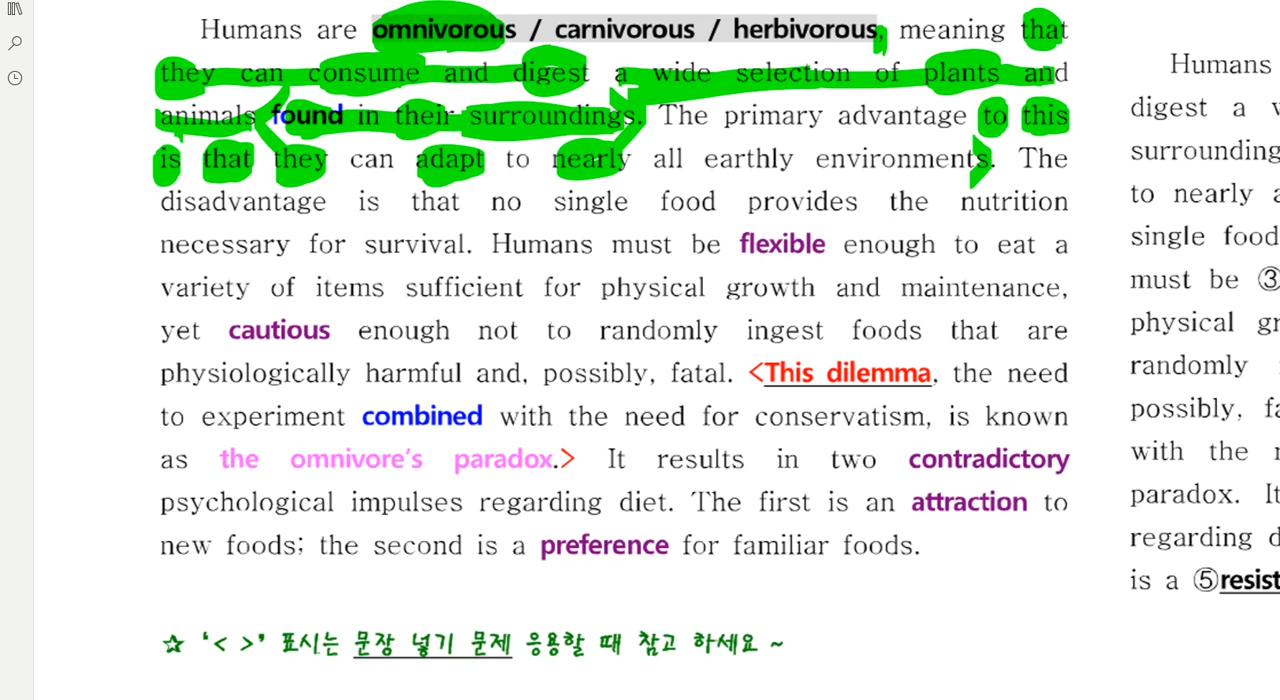 Humans are omnivorous / carnivorous / herbivorous, meaning that
they can consume and digest a wide selection of plants and
animals found in their surroundings. The primary advantage to this
is that they can adapt to nearly all earthly environments. The
disadvantage is that no single food provides the nutrition
necessary for survival. Humans must be flexible enough to eat a
variety of items sufficient for physical growth and maintenance,
yet cautious enough not to randomly ingest foods that are
physiologically harmful and, possibly, fatal. <This dilemma, the need
to experiment combined with the need for conservatism, is known
as the omnivore's paradox.> It results in two contradictory
psychological impulses regarding diet. The first is an attraction to
new foods; the second is a preference for familiar foods.
☆ '< >' 표시는 문장 넣기 문제 응용할 때 참고 하세요 ~
Humans
digest a
surrounding
to nearly
single food
must be ③
physical
randomly
possibly,
with the
paradox.
regarding
is a ⑤resist